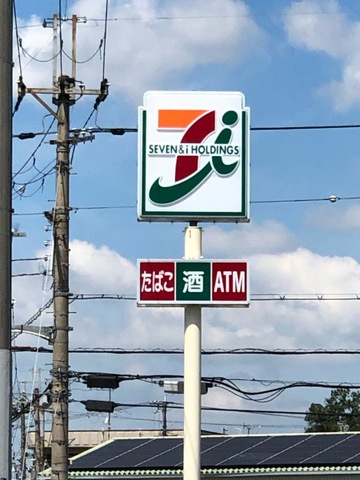 SEVEN & i HOLDINGS
たばこ 酒 ATM